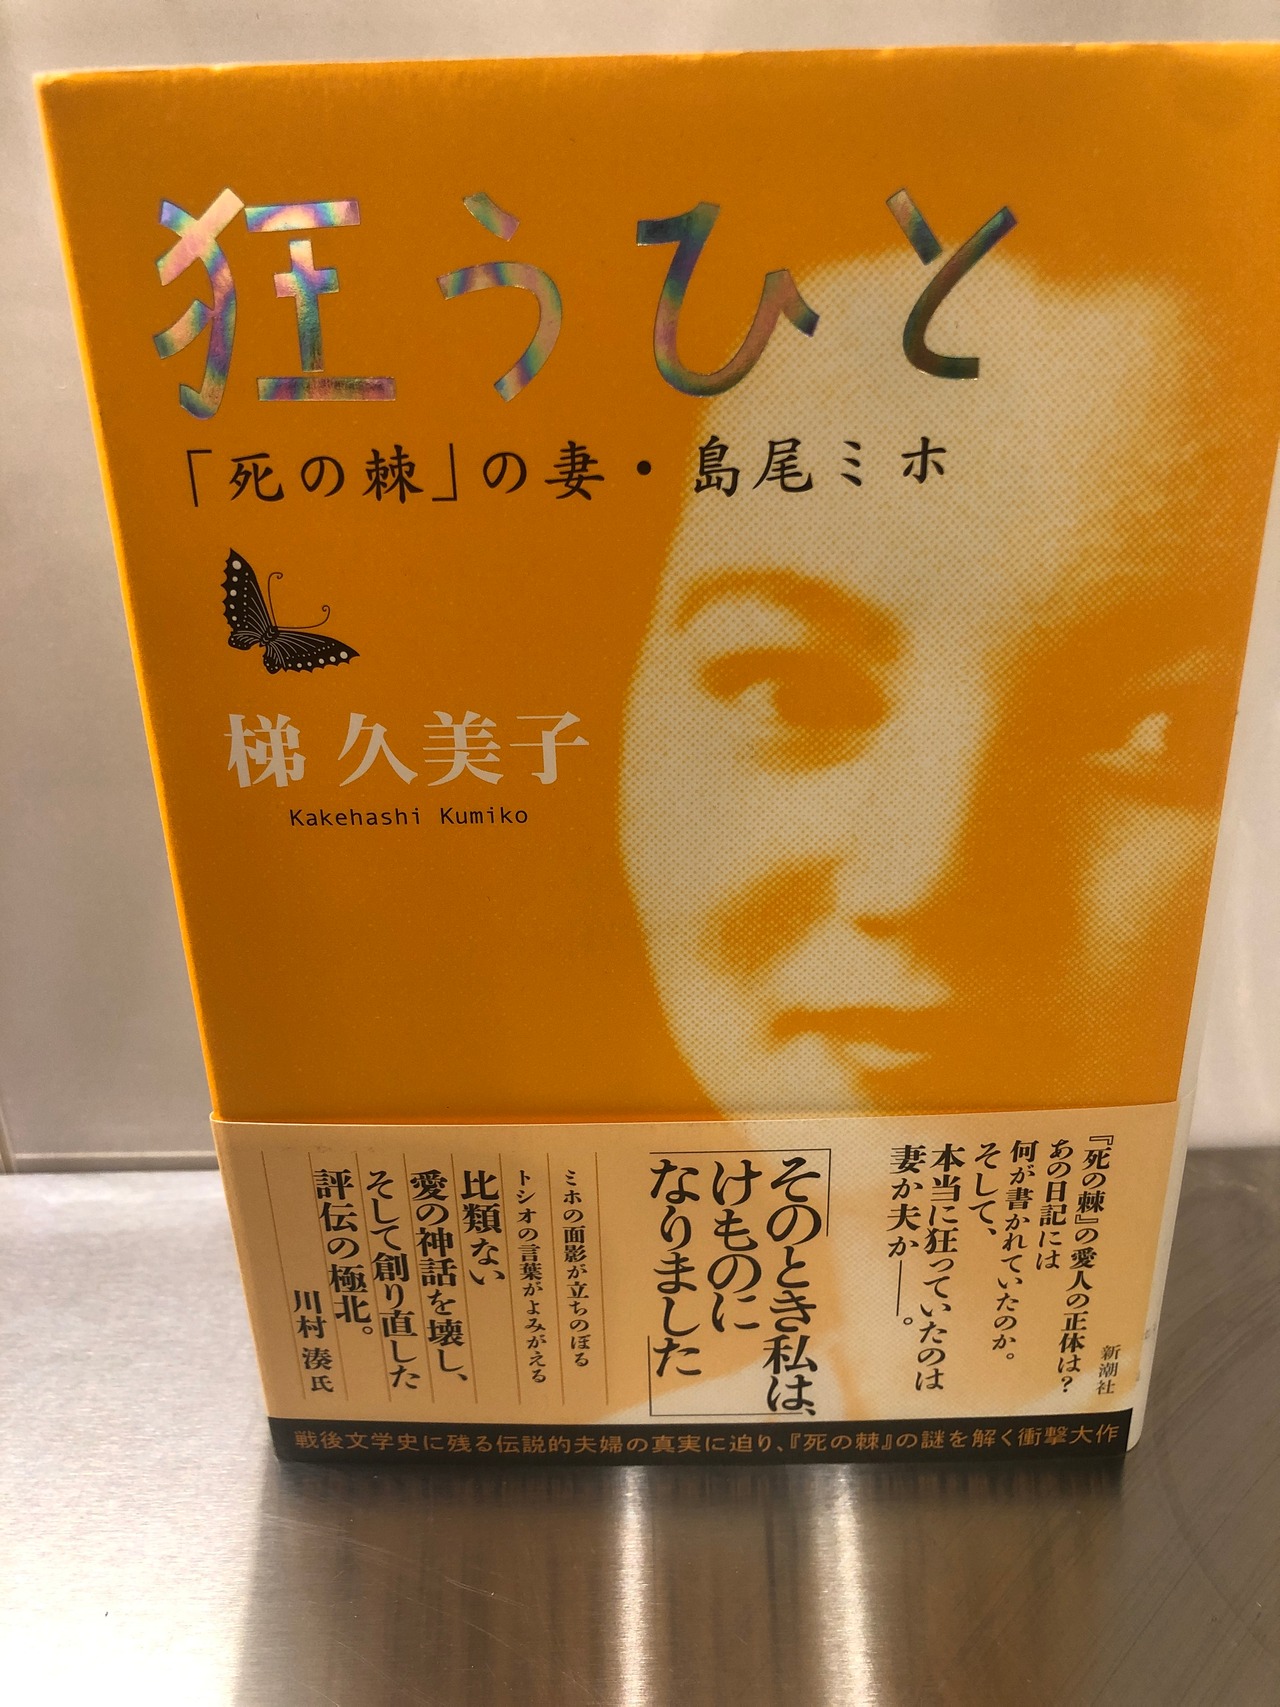 狂うひと
「死の棘」の妻・島尾ミホ
梯 久美子
Kakehashi Kumiko
『死の棘』の愛人の正体は?
あの日記には
何が書かれていたのか。
そして、
本当に狂っていたのは
妻か夫か――。
新潮社
「そのとき私は、
けものに
なりました」
ミホの面影が立ちのぼる
トシオの言葉がよみがえる
比類ない
愛の神話を壊し、
そして創り直した
評伝の極北。
川村 湊氏
戦後文学史に残る伝説的夫婦の真実に迫り、『死の棘』の謎を解く衝撃大作